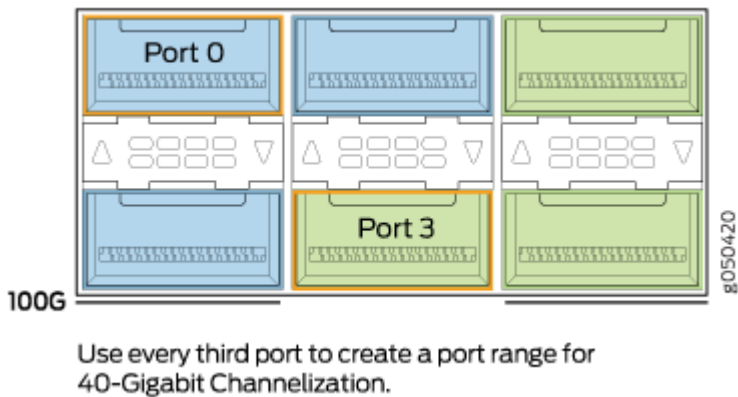 Port 0
Port 3
g050420
100G
Use every third port to create a port range for
40-Gigabit Channelization.